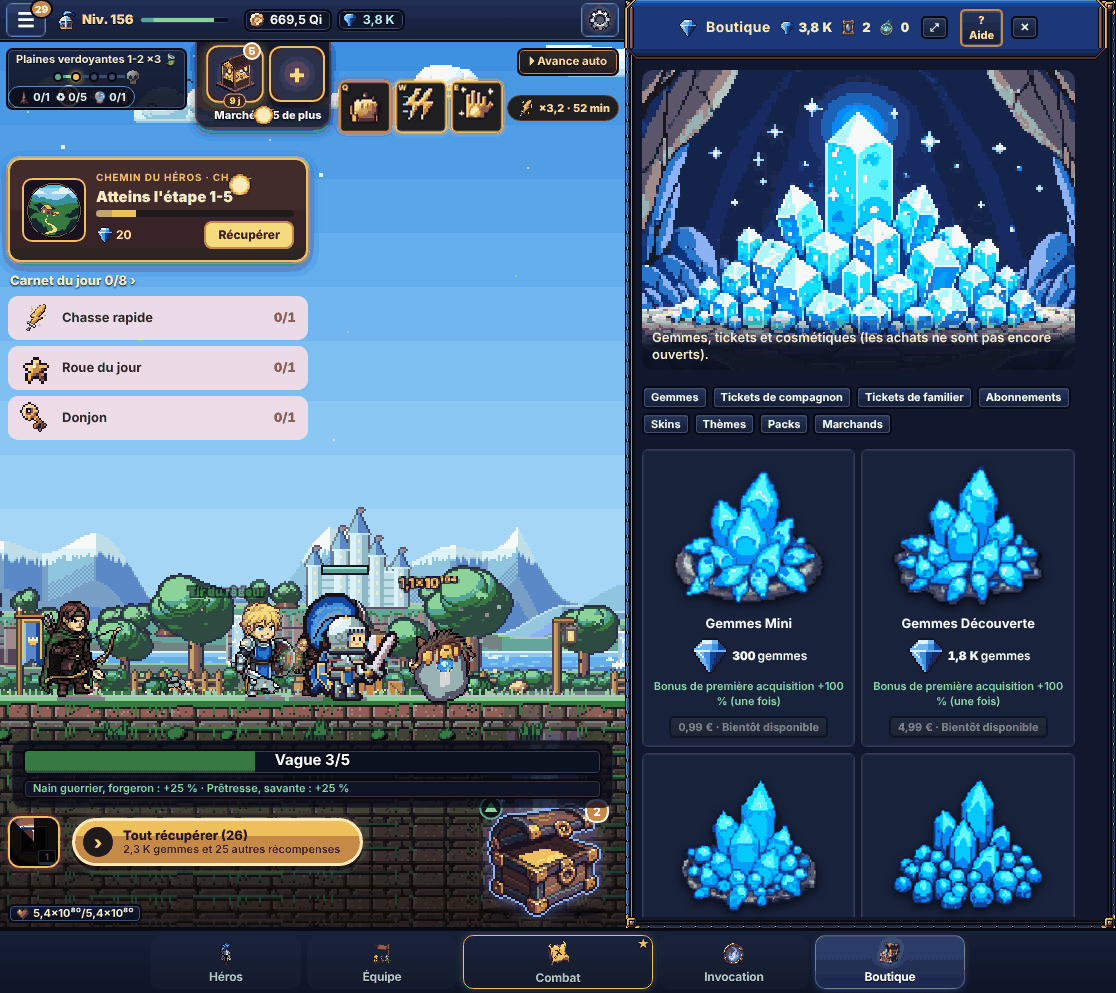 29
Niv. 156
669,5 Qi
3,8 K
Plaines verdoyantes 1-2 ×3
0/1 0/5 0/1
5
9 j
5 de plus
Q
W
E
Avance auto
×3,2 · 52 min
CHEMIN DU HÉROS · CH
Atteins l'étape 1-5
20
Récupérer
Carnet du jour 0/8 ›
Chasse rapide 0/1
Roue du jour 0/1
Donjon 0/1
Vague 3/5
Nain guerrier, forgeron : +25 % · Prêtresse, savante : +25 %
1
Tout récupérer (26)
2,3 K gemmes et 25 autres récompenses
2
5,4×10⁸⁰/5,4×10⁸⁰
Boutique 3,8 K 2 0
?
Aide
Gemmes, tickets et cosmétiques (les achats ne sont pas encore
ouverts).
Gemmes Tickets de compagnon Tickets de familier Abonnements
Skins Thèmes Packs Marchands
Gemmes Mini
300 gemmes
Bonus de première acquisition +100
% (une fois)
0,99 € · Bientôt disponible
Gemmes Découverte
1,8 K gemmes
Bonus de première acquisition +100
% (une fois)
4,99 € · Bientôt disponible
Héros
Équipe
Combat
Invocation
Boutique